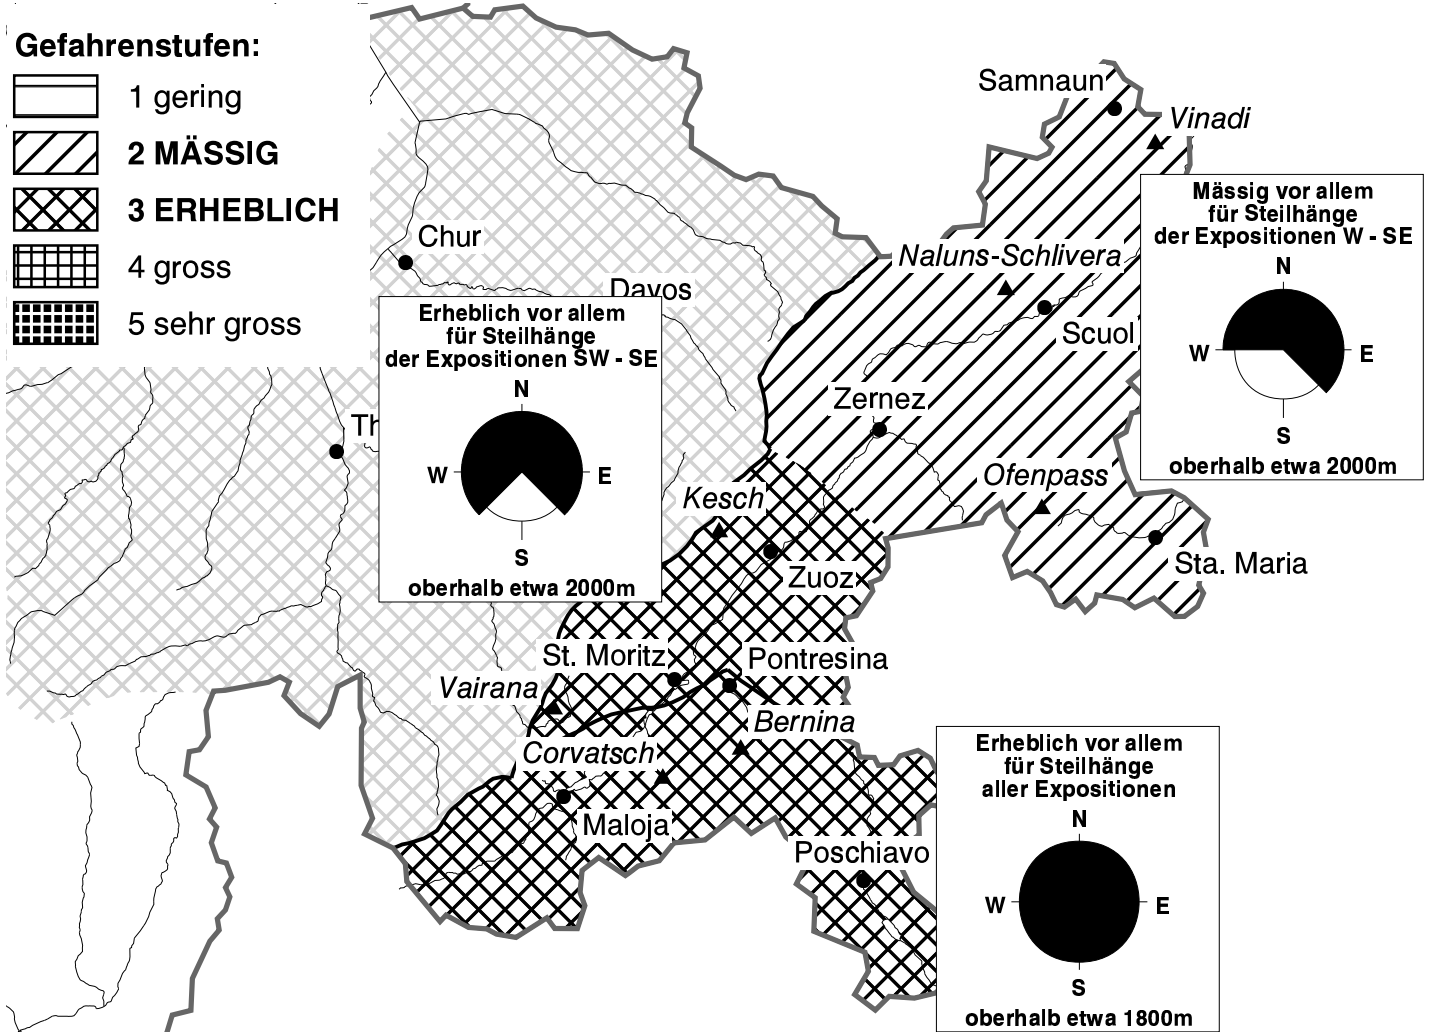 Gefahrenstufen:
1 gering
2 MÄSSIG
3 ERHEBLICH
4 gross
5 sehr gross
Samnaun
Vinadi
Chur
Davos
Naluns-Schlivera
Scuol
Zernez
Ofenpass
Sta. Maria
Th
Kesch
Zuoz
St. Moritz
Pontresina
Vairana
Bernina
Corvatsch
Maloja
Poschiavo
Mässig vor allem
für Steilhänge
der Expositionen W - SE
N
W
E
S
oberhalb etwa 2000m
Erheblich vor allem
für Steilhänge
der Expositionen SW - SE
N
W
E
S
oberhalb etwa 2000m
Erheblich vor allem
für Steilhänge
aller Expositionen
N
W
E
S
oberhalb etwa 1800m